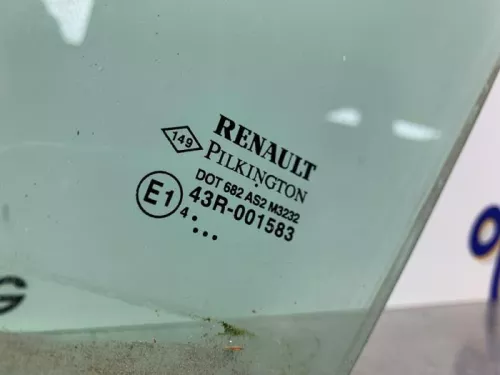 RENAULT
149
PILKINGTON
DOT 682 AS2 M3232
E1
43R-001583
4
G